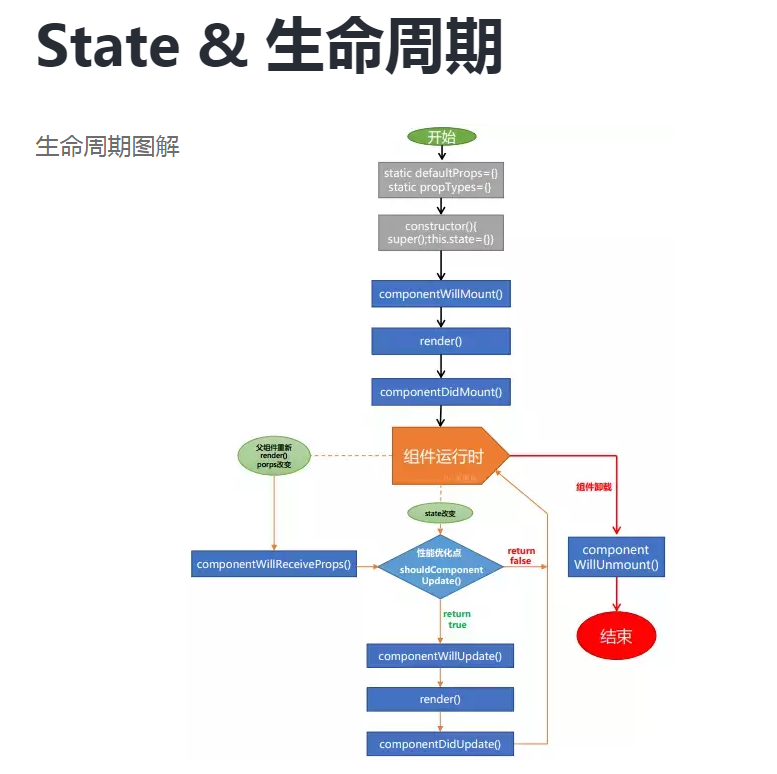 State & 生命周期
生命周期图解
开始
static defaultProps={}
static propTypes={}
constructor(){
super();this.state={})
componentWillMount()
render()
componentDidMount()
组件运行时
父组件重新
render()
porps改变
组件卸载
state改变
componentWillReceiveProps()
性能优化点
shouldComponent
Update()
return
false
component
WillUnmount()
return
true
结束
componentWillUpdate()
render()
componentDidUpdate()